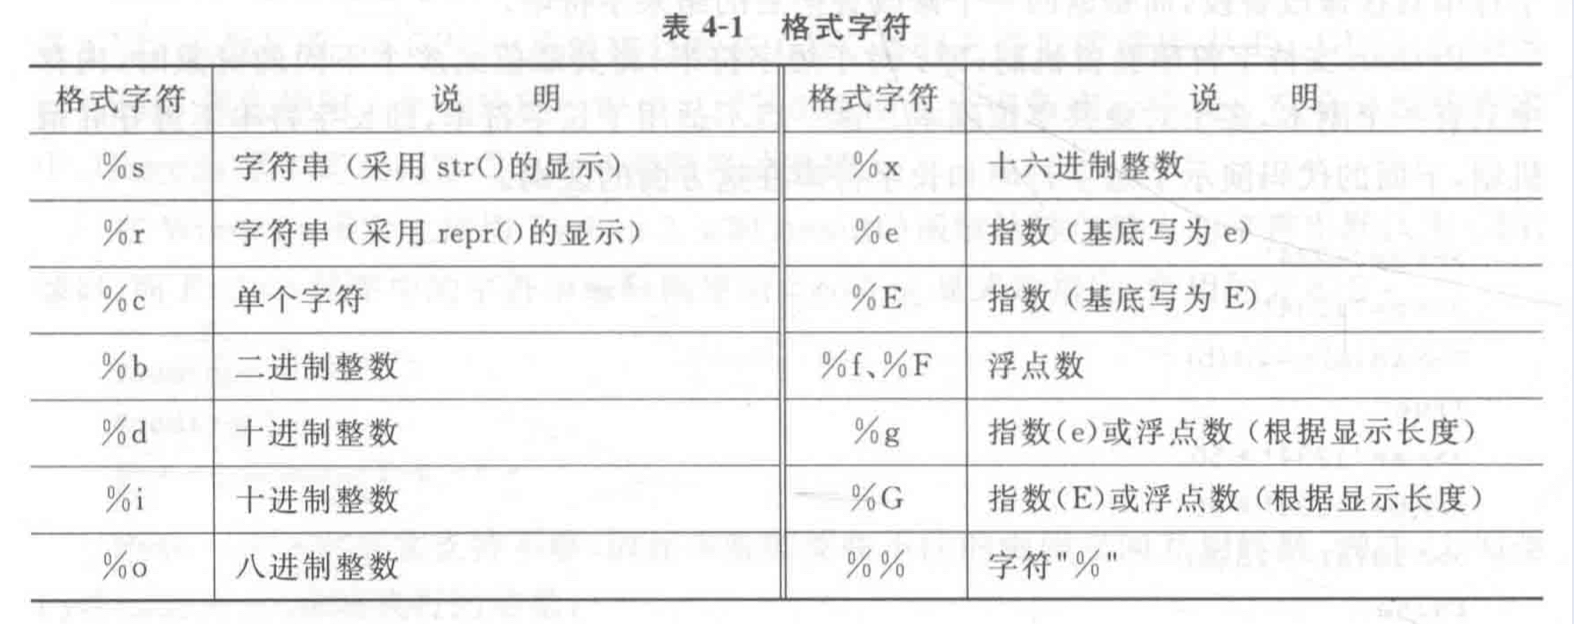 表 4-1 格式字符
格式字符 说 明 格式字符 说 明
%s 字符串（采用 str()的显示） %x 十六进制整数
%r 字符串（采用 repr()的显示） %e 指数（基底写为 e）
%c 单个字符 %E 指数（基底写为 E）
%b 二进制整数 %f、%F 浮点数
%d 十进制整数 %g 指数(e)或浮点数（根据显示长度）
%i 十进制整数 %G 指数(E)或浮点数（根据显示长度）
%o 八进制整数 %% 字符"%"